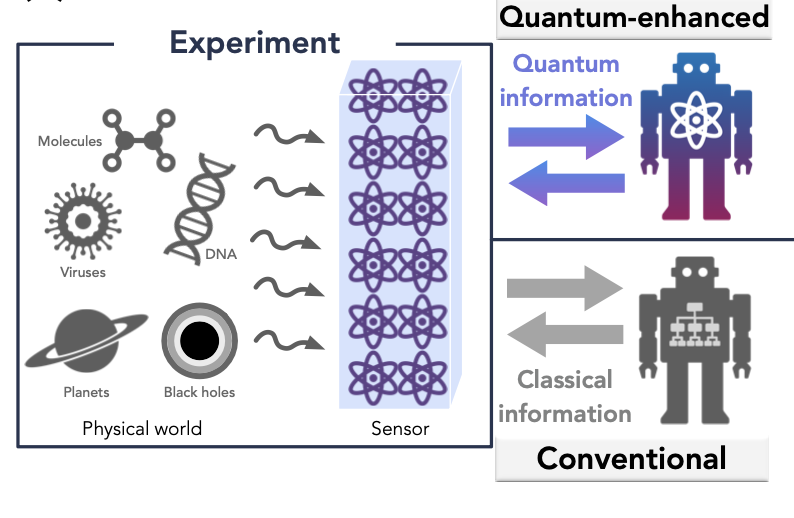 Quantum-enhanced
Experiment
Quantum
information
Molecules
DNA
Viruses
Planets
Black holes
Physical world
Sensor
Classical
information
Conventional